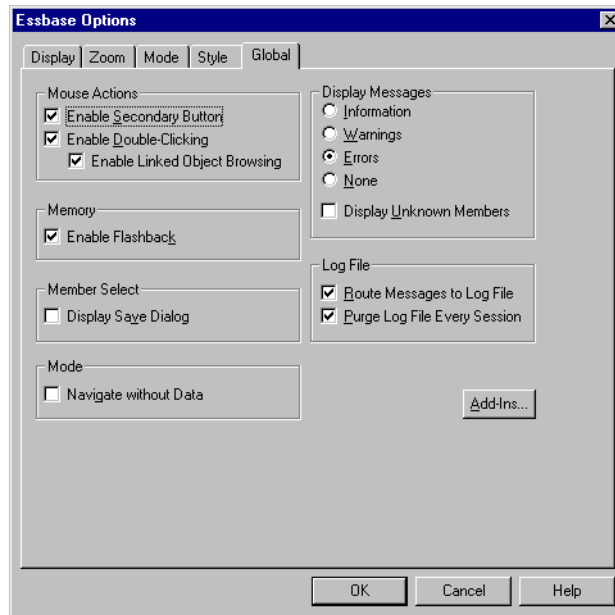 Essbase Options
Display Zoom Mode Style Global
Mouse Actions
Enable Secondary Button
Enable Double-Clicking
Enable Linked Object Browsing
Memory
Enable Flashback
Member Select
Display Save Dialog
Mode
Navigate without Data
Display Messages
Information
Warnings
Errors
None
Display Unknown Members
Log File
Route Messages to Log File
Purge Log File Every Session
Add-Ins...
OK Cancel Help